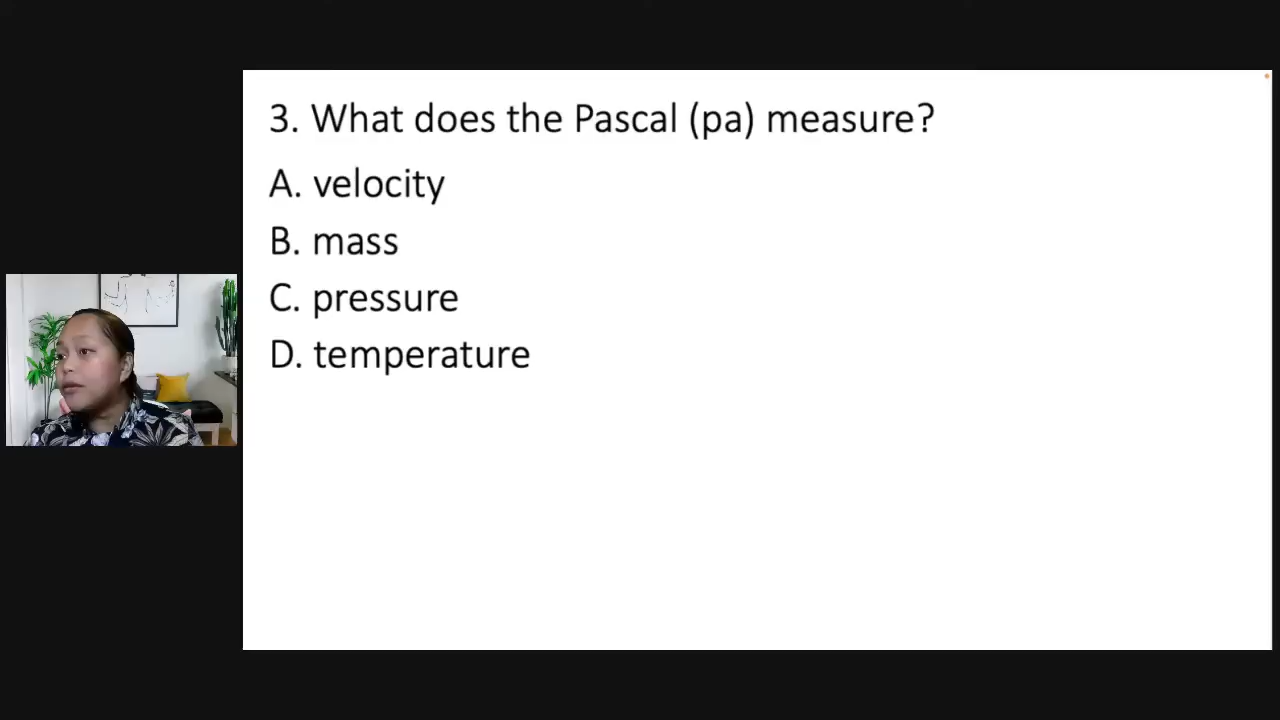 3. What does the Pascal (pa) measure?
A. velocity
B. mass
C. pressure
D. temperature